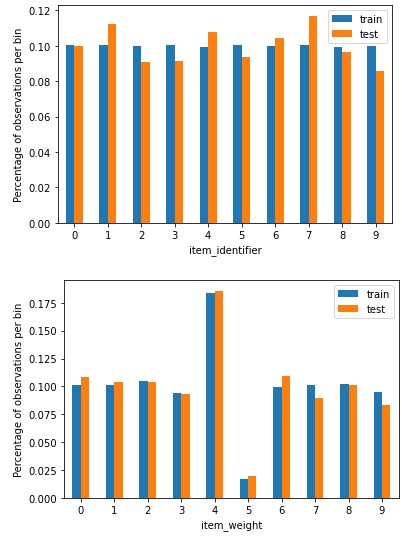 0.12
0.10
0.08
0.06
0.04
0.02
0.00
Percentage of observations per bin
train
test
0 1 2 3 4 5 6 7 8 9
item_identifier
0.175
0.150
0.125
0.100
0.075
0.050
0.025
0.000
Percentage of observations per bin
train
test
0 1 2 3 4 5 6 7 8 9
item_weight